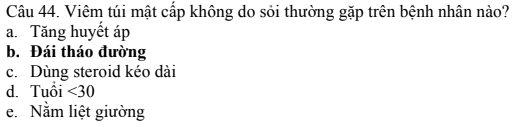 Câu 44. Viêm túi mật cấp không do sỏi thường gặp trên bệnh nhân nào?
a. Tăng huyết áp
b. Đái tháo đường
c. Dùng steroid kéo dài
d. Tuổi <30
e. Nằm liệt giường